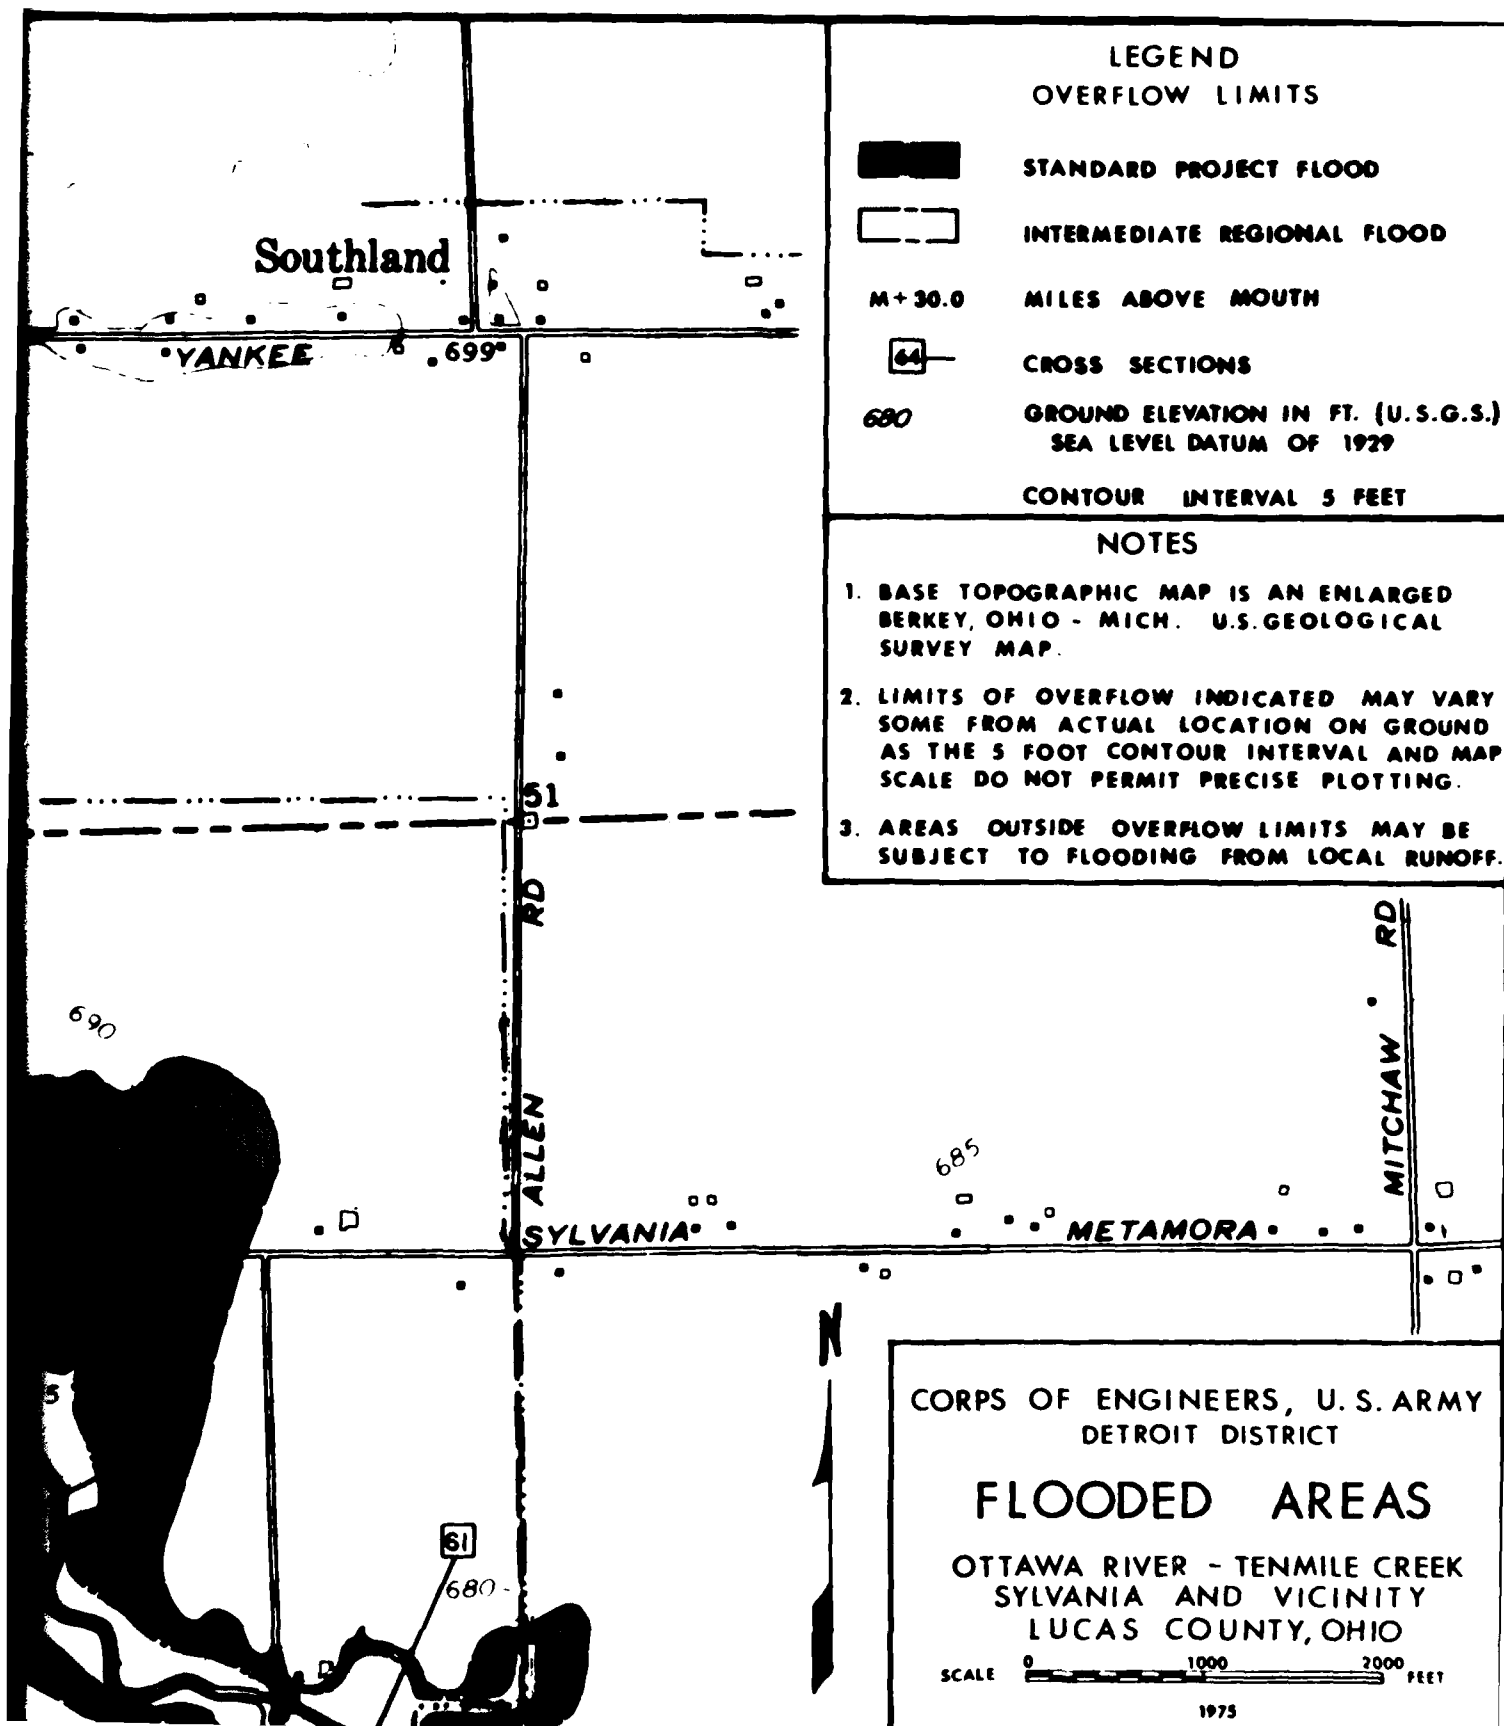 LEGEND
OVERFLOW LIMITS
STANDARD PROJECT FLOOD
INTERMEDIATE REGIONAL FLOOD
M+30.0 MILES ABOVE MOUTH
64 CROSS SECTIONS
680 GROUND ELEVATION IN FT. (U.S.G.S.)
SEA LEVEL DATUM OF 1929
CONTOUR INTERVAL 5 FEET
NOTES
1. BASE TOPOGRAPHIC MAP IS AN ENLARGED
BERKEY, OHIO - MICH. U.S. GEOLOGICAL
SURVEY MAP.
2. LIMITS OF OVERFLOW INDICATED MAY VARY
SOME FROM ACTUAL LOCATION ON GROUND
AS THE 5 FOOT CONTOUR INTERVAL AND MAP
SCALE DO NOT PERMIT PRECISE PLOTTING.
3. AREAS OUTSIDE OVERFLOW LIMITS MAY BE
SUBJECT TO FLOODING FROM LOCAL RUNOFF.
Southland
YANKEE
699
51
ALLEN RD
690
685
MITCHAW RD
SYLVANIA METAMORA
5
61
680
N
CORPS OF ENGINEERS, U.S. ARMY
DETROIT DISTRICT
FLOODED AREAS
OTTAWA RIVER - TENMILE CREEK
SYLVANIA AND VICINITY
LUCAS COUNTY, OHIO
SCALE 0 1000 2000 FEET
1975